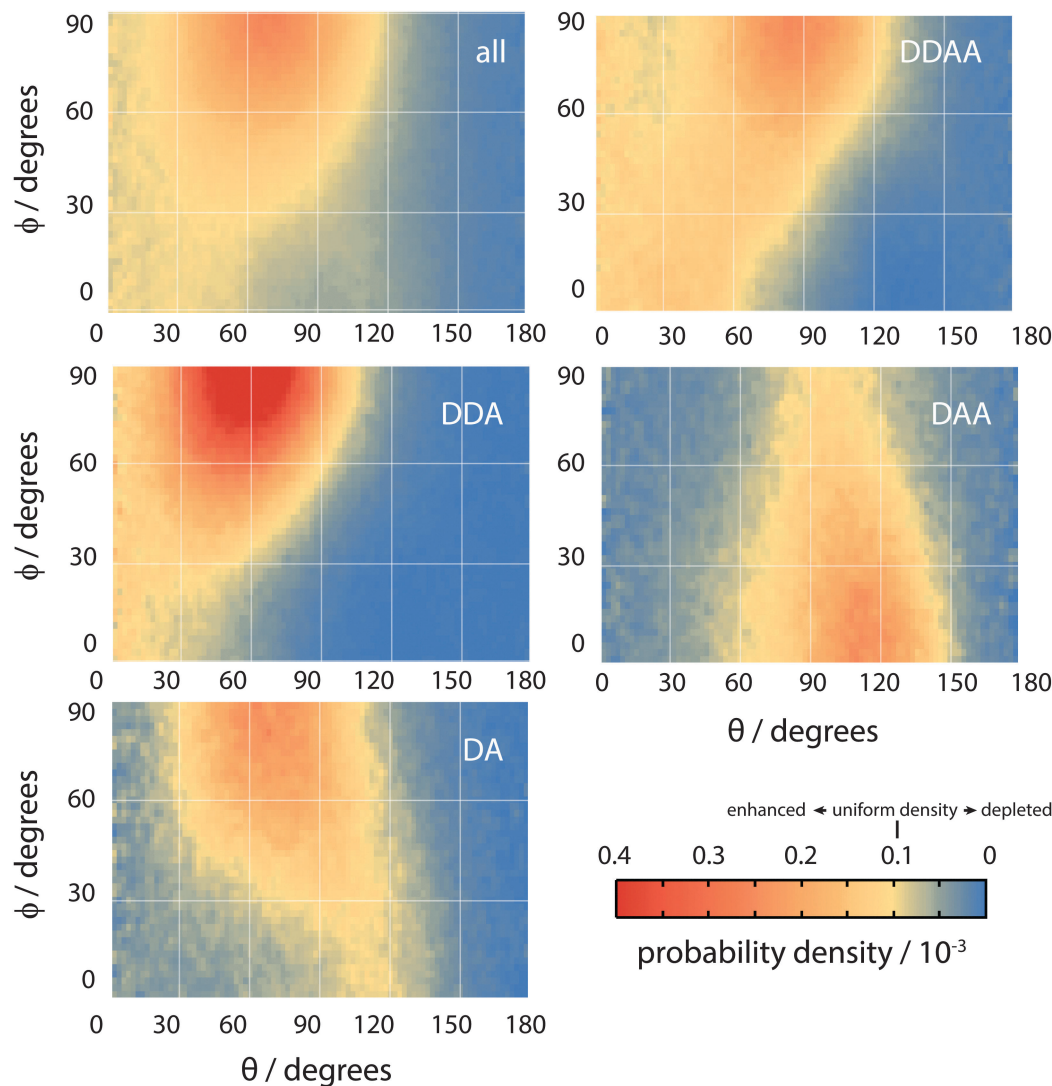 90 all
60
ϕ / degrees
30
0
0 30 60 90 120 150 180
90 DDAA
60
30
0
0 30 60 90 120 150 180
90 DDA
60
ϕ / degrees
30
0
0 30 60 90 120 150 180
90 DAA
60
30
0
0 30 60 90 120 150 180
θ / degrees
90 DA
60
ϕ / degrees
30
0
0 30 60 90 120 150 180
θ / degrees
enhanced ← uniform density → depleted
0.4 0.3 0.2 0.1 0
probability density / 10⁻³